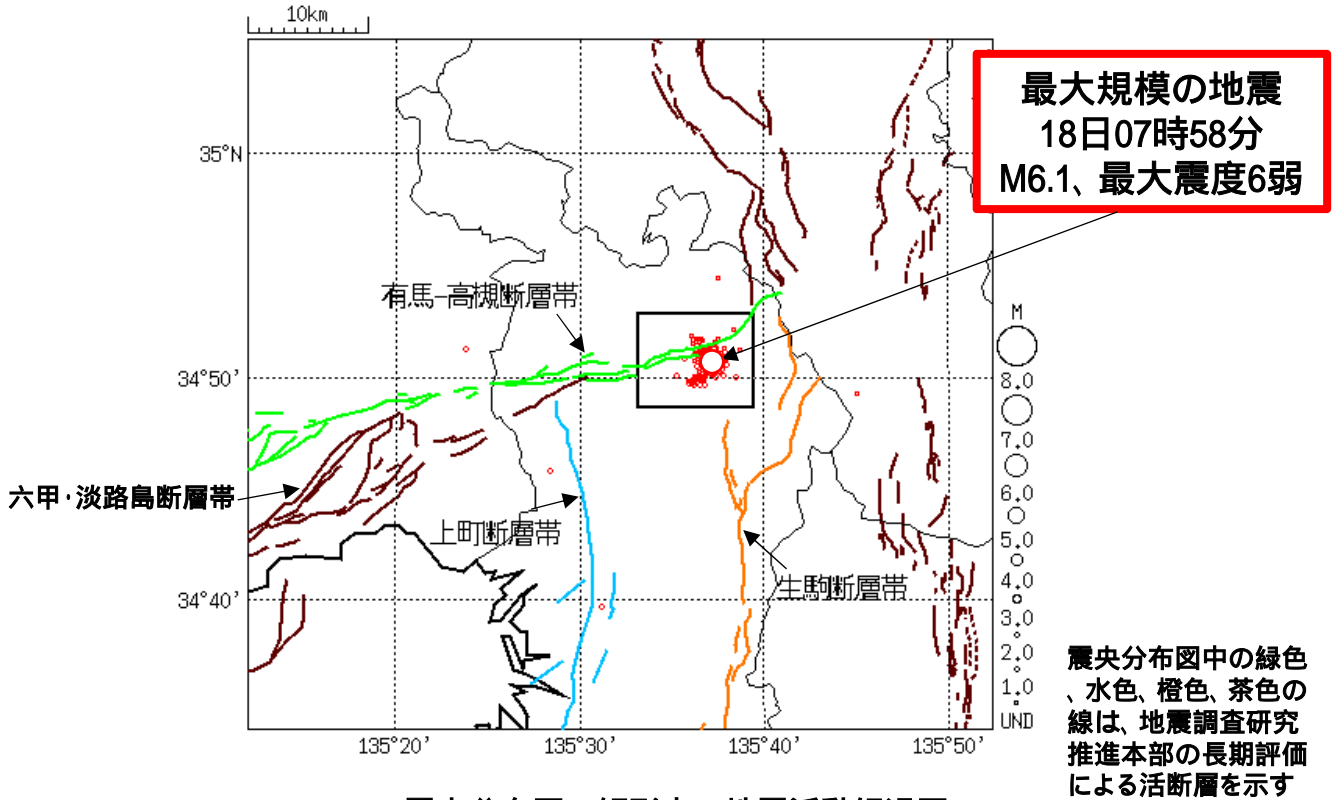 10km
最大規模の地震
18日07時58分
M6.1、最大震度6弱
35°N
有馬-高槻断層帯
34°50'
六甲・淡路島断層帯
上町断層帯
生駒断層帯
34°40'
M
8.0
7.0
6.0
5.0
4.0
3.0
2.0
1.0
UND
135°20'
135°30'
135°40'
135°50'
震央分布図中の緑色
、水色、橙色、茶色の
線は、地震調査研究
推進本部の長期評価
による活断層を示す